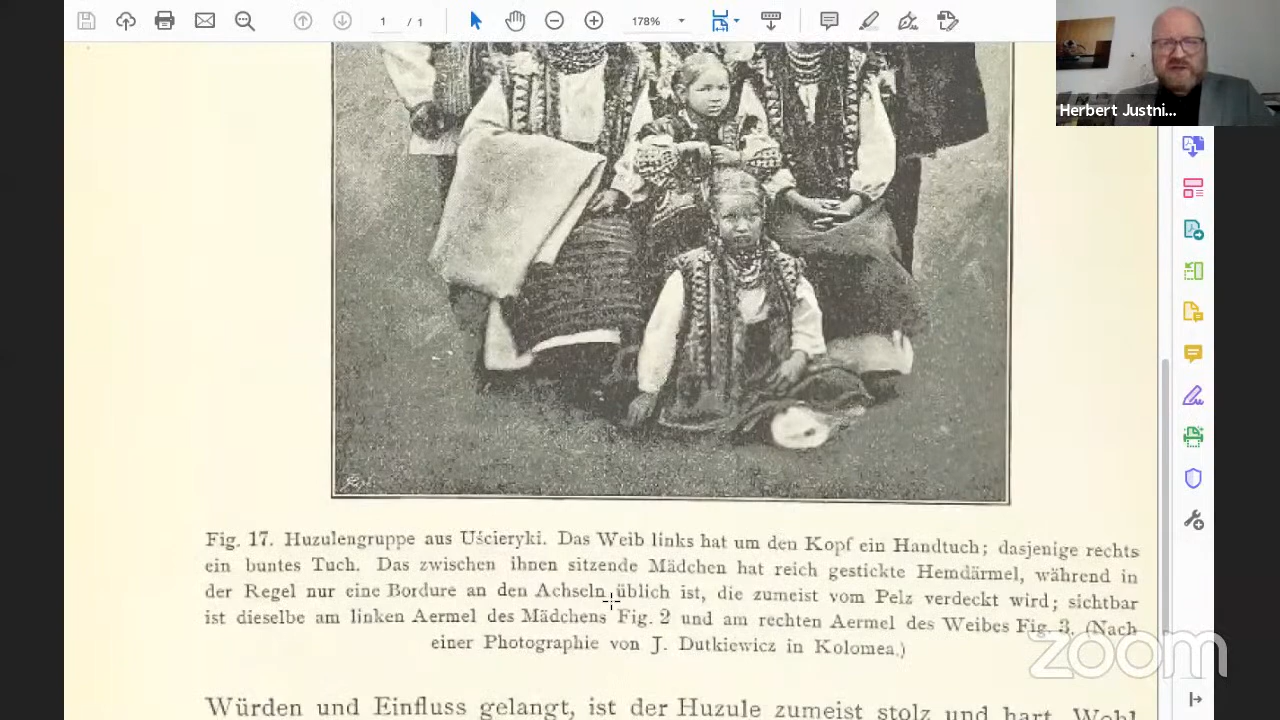 1 / 1
178%
Herbert Justni...
Fig. 17. Huzulengruppe aus Uścieryki. Das Weib links hat um den Kopf ein Handtuch; dasjenige rechts
ein buntes Tuch. Das zwischen ihnen sitzende Mädchen hat reich gestickte Hemdärmel, während in
der Regel nur eine Bordure an den Achseln üblich ist, die zumeist vom Pelz verdeckt wird; sichtbar
ist dieselbe am linken Aermel des Mädchens Fig. 2 und am rechten Aermel des Weibes Fig. 3. (Nach
einer Photographie von J. Dutkiewicz in Kolomea.)
zoom
Würden und Einfluss gelangt, ist der Huzule zumeist stolz und hart. Wohl